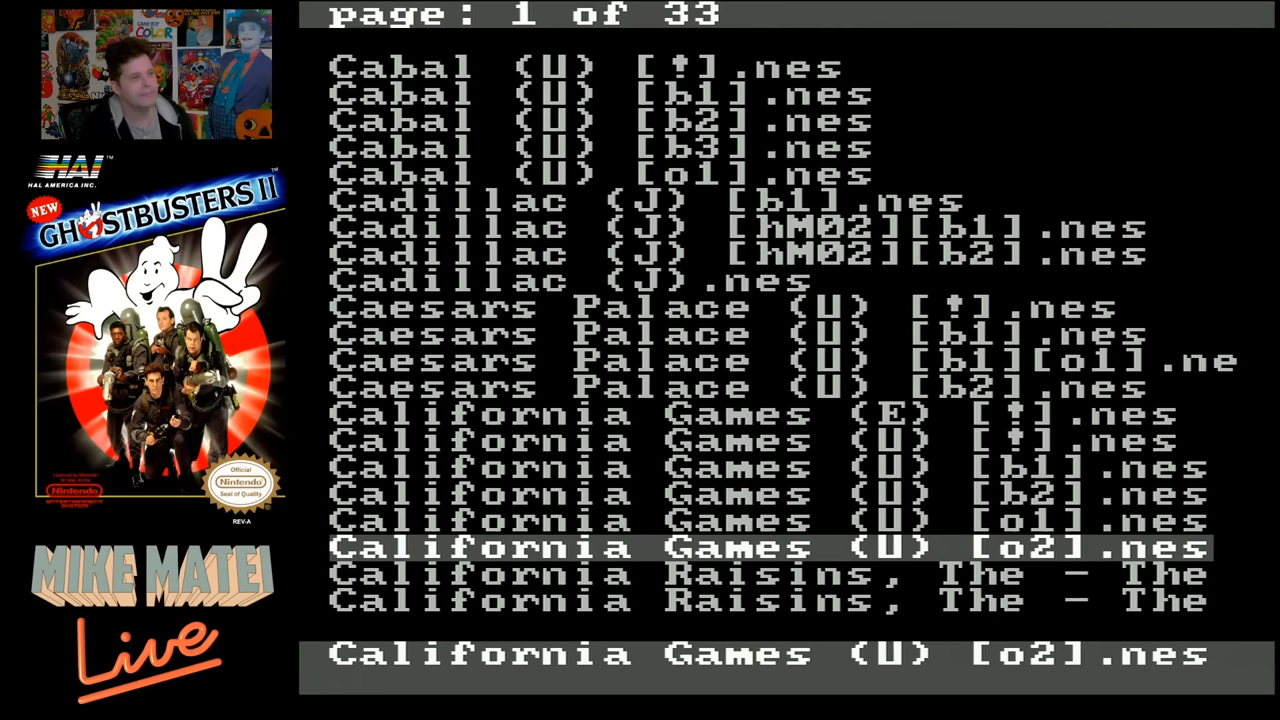 page: 1 of 33
Cabal (U) [!].nes
Cabal (U) [b1].nes
Cabal (U) [b2].nes
Cabal (U) [b3].nes
Cabal (U) [o1].nes
Cadillac (J) [b1].nes
Cadillac (J) [hM02][b1].nes
Cadillac (J) [hM02][b2].nes
Cadillac (J).nes
Caesars Palace (U) [!].nes
Caesars Palace (U) [b1].nes
Caesars Palace (U) [b1][o1].ne
Caesars Palace (U) [b2].nes
California Games (E) [!].nes
California Games (U) [!].nes
California Games (U) [b1].nes
California Games (U) [b2].nes
California Games (U) [o1].nes
California Games (U) [o2].nes
California Raisins, The - The
California Raisins, The - The
California Games (U) [o2].nes
GAME BOY
COLOR
HAL™
HAL AMERICA INC.
NEW
GHOSTBUSTERS II
Nintendo
Official
Nintendo
Seal of Quality
REV-A
MIKE MATEI
Live